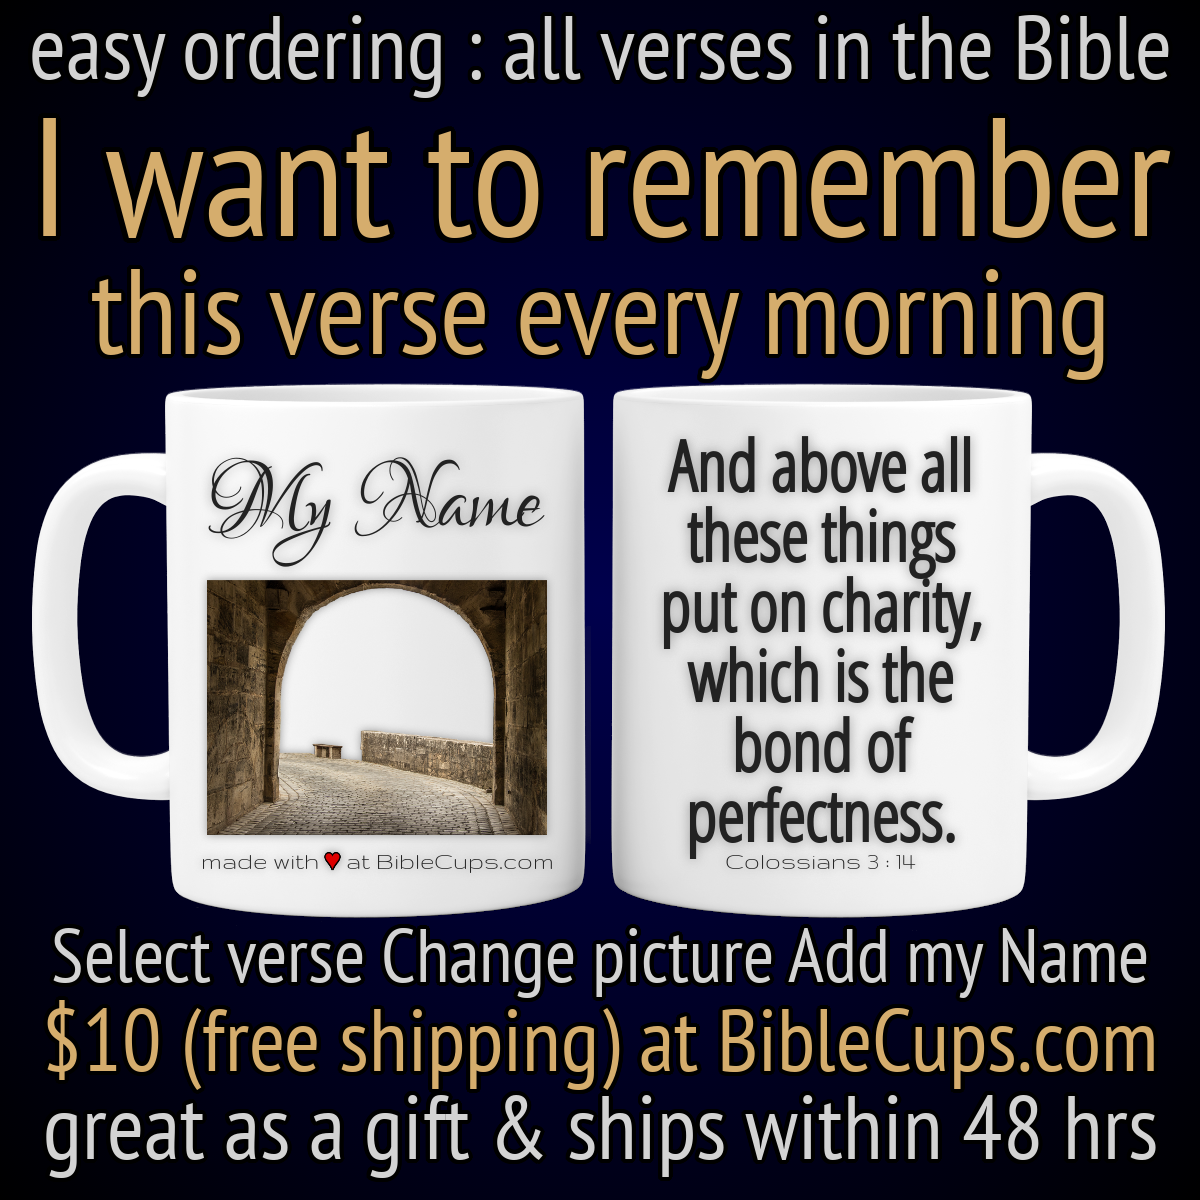 easy ordering : all verses in the Bible
I want to remember
this verse every morning
My Name
made with ♥ at BibleCups.com
And above all
these things
put on charity,
which is the
bond of
perfectness.
Colossians 3 : 14
Select verse Change picture Add my Name
$10 (free shipping) at BibleCups.com
great as a gift & ships within 48 hrs